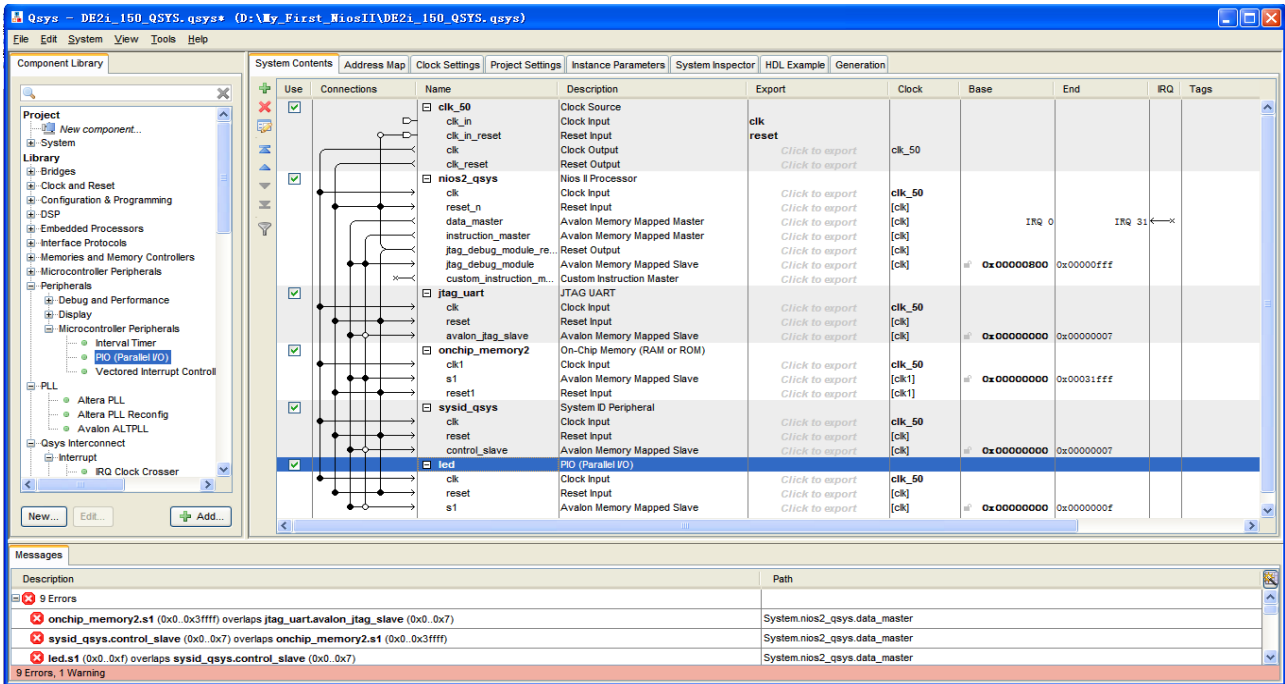 Qsys - DE2i_150_QSYS.qsys* (D:\My_First_NiosII\DE2i_150_QSYS.qsys)
File Edit System View Tools Help
Component Library
Project
New component...
System
Library
Bridges
Clock and Reset
Configuration & Programming
DSP
Embedded Processors
Interface Protocols
Memories and Memory Controllers
Microcontroller Peripherals
Peripherals
Debug and Performance
Display
Microcontroller Peripherals
Interval Timer
PIO (Parallel I/O)
Vectored Interrupt Controll
PLL
Altera PLL
Altera PLL Reconfig
Avalon ALTPLL
Qsys Interconnect
Interrupt
IRQ Clock Crosser
New... Edit... Add...
System Contents Address Map Clock Settings Project Settings Instance Parameters System Inspector HDL Example Generation
Use Connections Name Description Export Clock Base End IRQ Tags
clk_50 Clock Source
clk_in Clock Input clk
clk_in_reset Reset Input reset
clk Clock Output Click to export clk_50
clk_reset Reset Output Click to export
nios2_qsys Nios II Processor
clk Clock Input Click to export clk_50
reset_n Reset Input Click to export [clk]
data_master Avalon Memory Mapped Master Click to export [clk] IRQ 0 IRQ 31
instruction_master Avalon Memory Mapped Master Click to export [clk]
jtag_debug_module_re... Reset Output Click to export [clk]
jtag_debug_module Avalon Memory Mapped Slave Click to export [clk] 0x00000800 0x00000fff
custom_instruction_m... Custom Instruction Master Click to export
jtag_uart JTAG UART
clk Clock Input Click to export clk_50
reset Reset Input Click to export [clk]
avalon_jtag_slave Avalon Memory Mapped Slave Click to export [clk] 0x00000000 0x00000007
onchip_memory2 On-Chip Memory (RAM or ROM)
clk1 Clock Input Click to export clk_50
s1 Avalon Memory Mapped Slave Click to export [clk1] 0x00000000 0x00031fff
reset1 Reset Input Click to export [clk1]
sysid_qsys System ID Peripheral
clk Clock Input Click to export clk_50
reset Reset Input Click to export [clk]
control_slave Avalon Memory Mapped Slave Click to export [clk] 0x00000000 0x00000007
led PIO (Parallel I/O)
clk Clock Input Click to export clk_50
reset Reset Input Click to export [clk]
s1 Avalon Memory Mapped Slave Click to export [clk] 0x00000000 0x0000000f
Messages
Description Path
9 Errors
onchip_memory2.s1 (0x0..0x3ffff) overlaps jtag_uart.avalon_jtag_slave (0x0..0x7) System.nios2_qsys.data_master
sysid_qsys.control_slave (0x0..0x7) overlaps onchip_memory2.s1 (0x0..0x3ffff) System.nios2_qsys.data_master
led.s1 (0x0..0xf) overlaps sysid_qsys.control_slave (0x0..0x7) System.nios2_qsys.data_master
9 Errors, 1 Warning